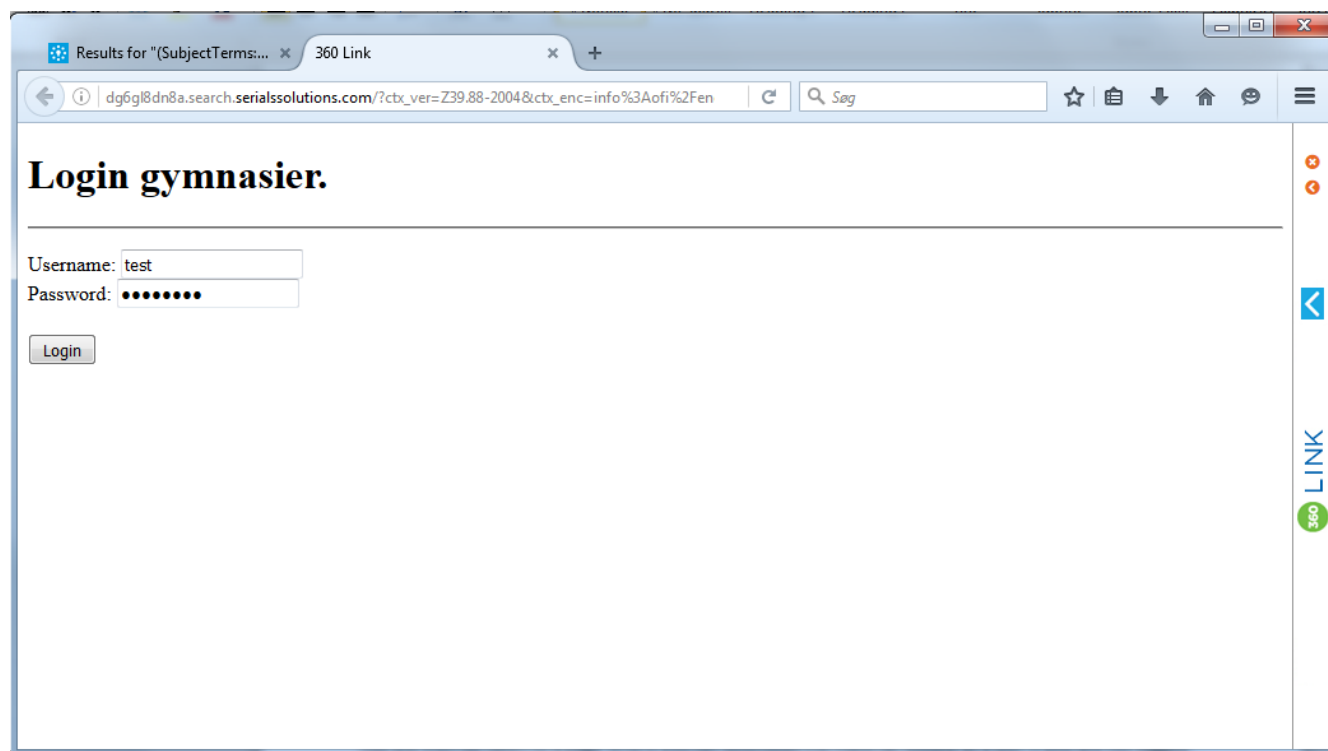 Results for "(SubjectTerms:...
360 Link
dg6gl8dn8a.search.serialssolutions.com/?ctx_ver=Z39.88-2004&ctx_enc=info%3Aofi%2Fen
Søg
Login gymnasier.
Username: test
Password: ••••••••
Login
360 LINK